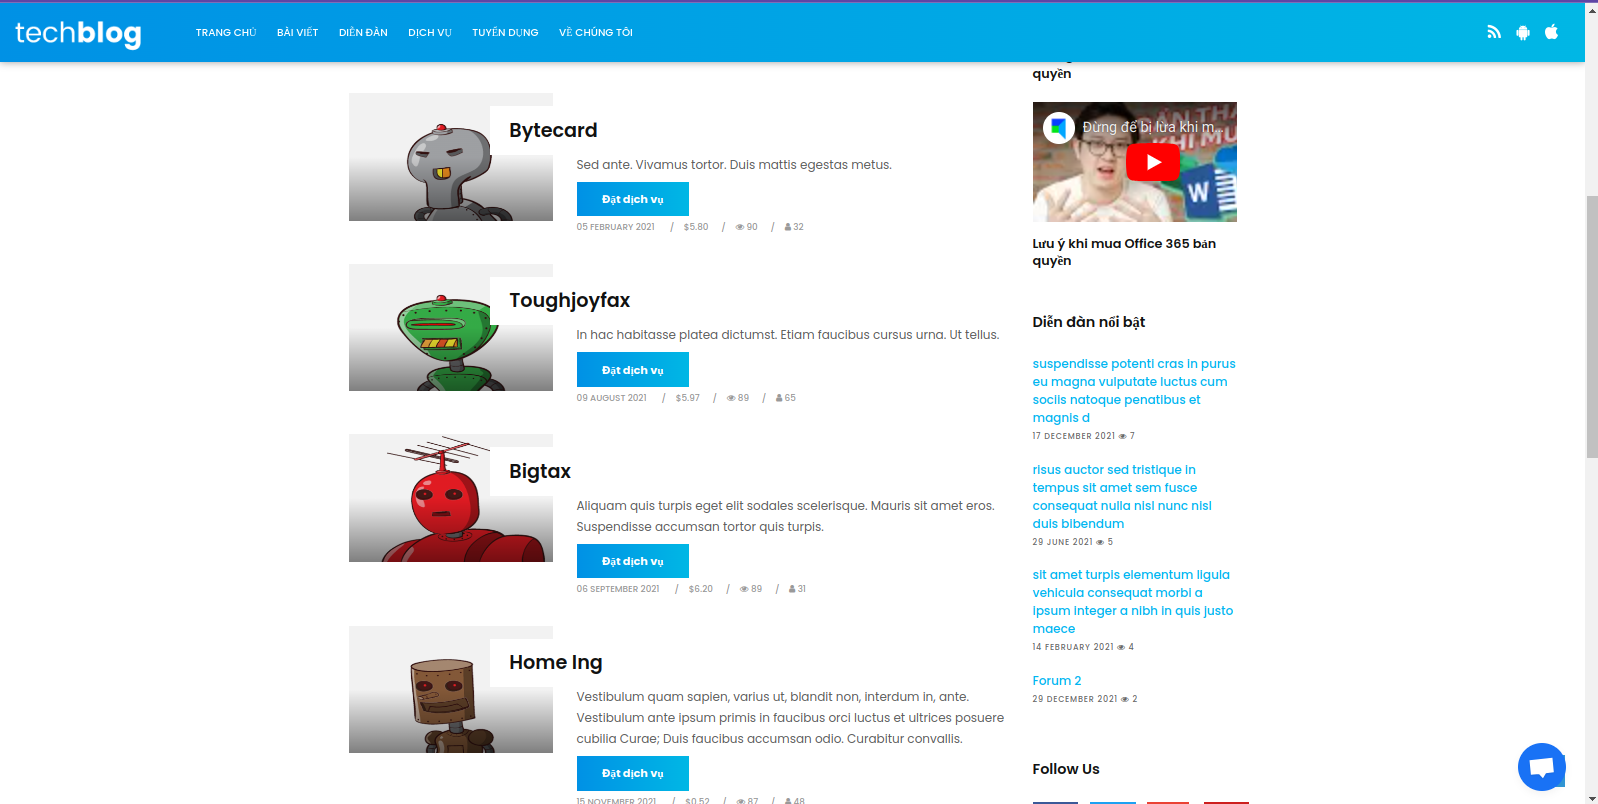 techblog
TRANG CHỦ BÀI VIẾT DIỄN ĐÀN DỊCH VỤ TUYỂN DỤNG VỀ CHÚNG TÔI
Bytecard
Sed ante. Vivamus tortor. Duis mattis egestas metus.
Đặt dịch vụ
05 FEBRUARY 2021 / $5.80 / 90 / 32
Toughjoyfax
In hac habitasse platea dictumst. Etiam faucibus cursus urna. Ut tellus.
Đặt dịch vụ
09 AUGUST 2021 / $5.97 / 89 / 65
Bigtax
Aliquam quis turpis eget elit sodales scelerisque. Mauris sit amet eros.
Suspendisse accumsan tortor quis turpis.
Đặt dịch vụ
06 SEPTEMBER 2021 / $6.20 / 89 / 31
Home Ing
Vestibulum quam sapien, varius ut, blandit non, interdum in, ante.
Vestibulum ante ipsum primis in faucibus orci luctus et ultrices posuere
cubilia Curae; Duis faucibus accumsan odio. Curabitur convallis.
Đặt dịch vụ
15 NOVEMBER 2021 / $0.52 / 87 / 48
quyền
Đừng để bị lừa khi m...
KHI MU
W
Lưu ý khi mua Office 365 bản
quyền
Diễn đàn nổi bật
suspendisse potenti cras in purus
eu magna vulputate luctus cum
sociis natoque penatibus et
magnis d
17 DECEMBER 2021 7
risus auctor sed tristique in
tempus sit amet sem fusce
consequat nulla nisl nunc nisl
duis bibendum
29 JUNE 2021 5
sit amet turpis elementum ligula
vehicula consequat morbi a
ipsum integer a nibh in quis justo
maece
14 FEBRUARY 2021 4
Forum 2
29 DECEMBER 2021 2
Follow Us